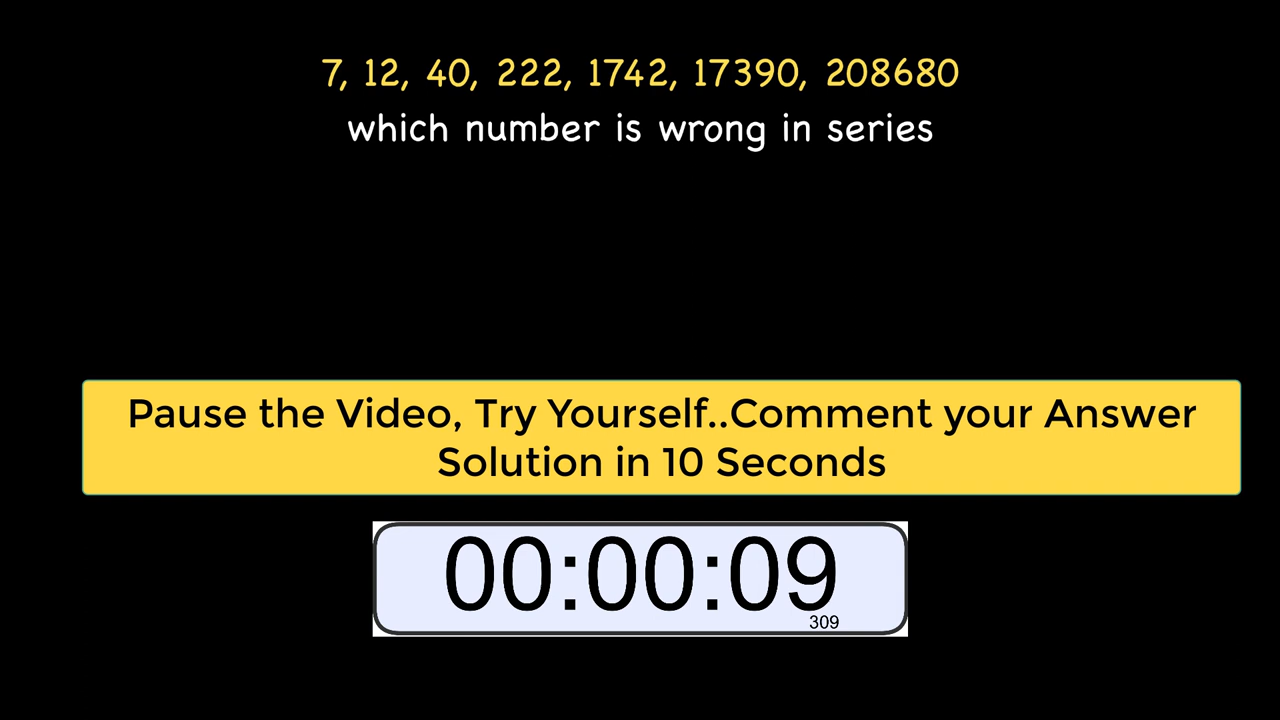 7, 12, 40, 222, 1742, 17390, 208680
which number is wrong in series
Pause the Video, Try Yourself..Comment your Answer
Solution in 10 Seconds
00:00:09
309